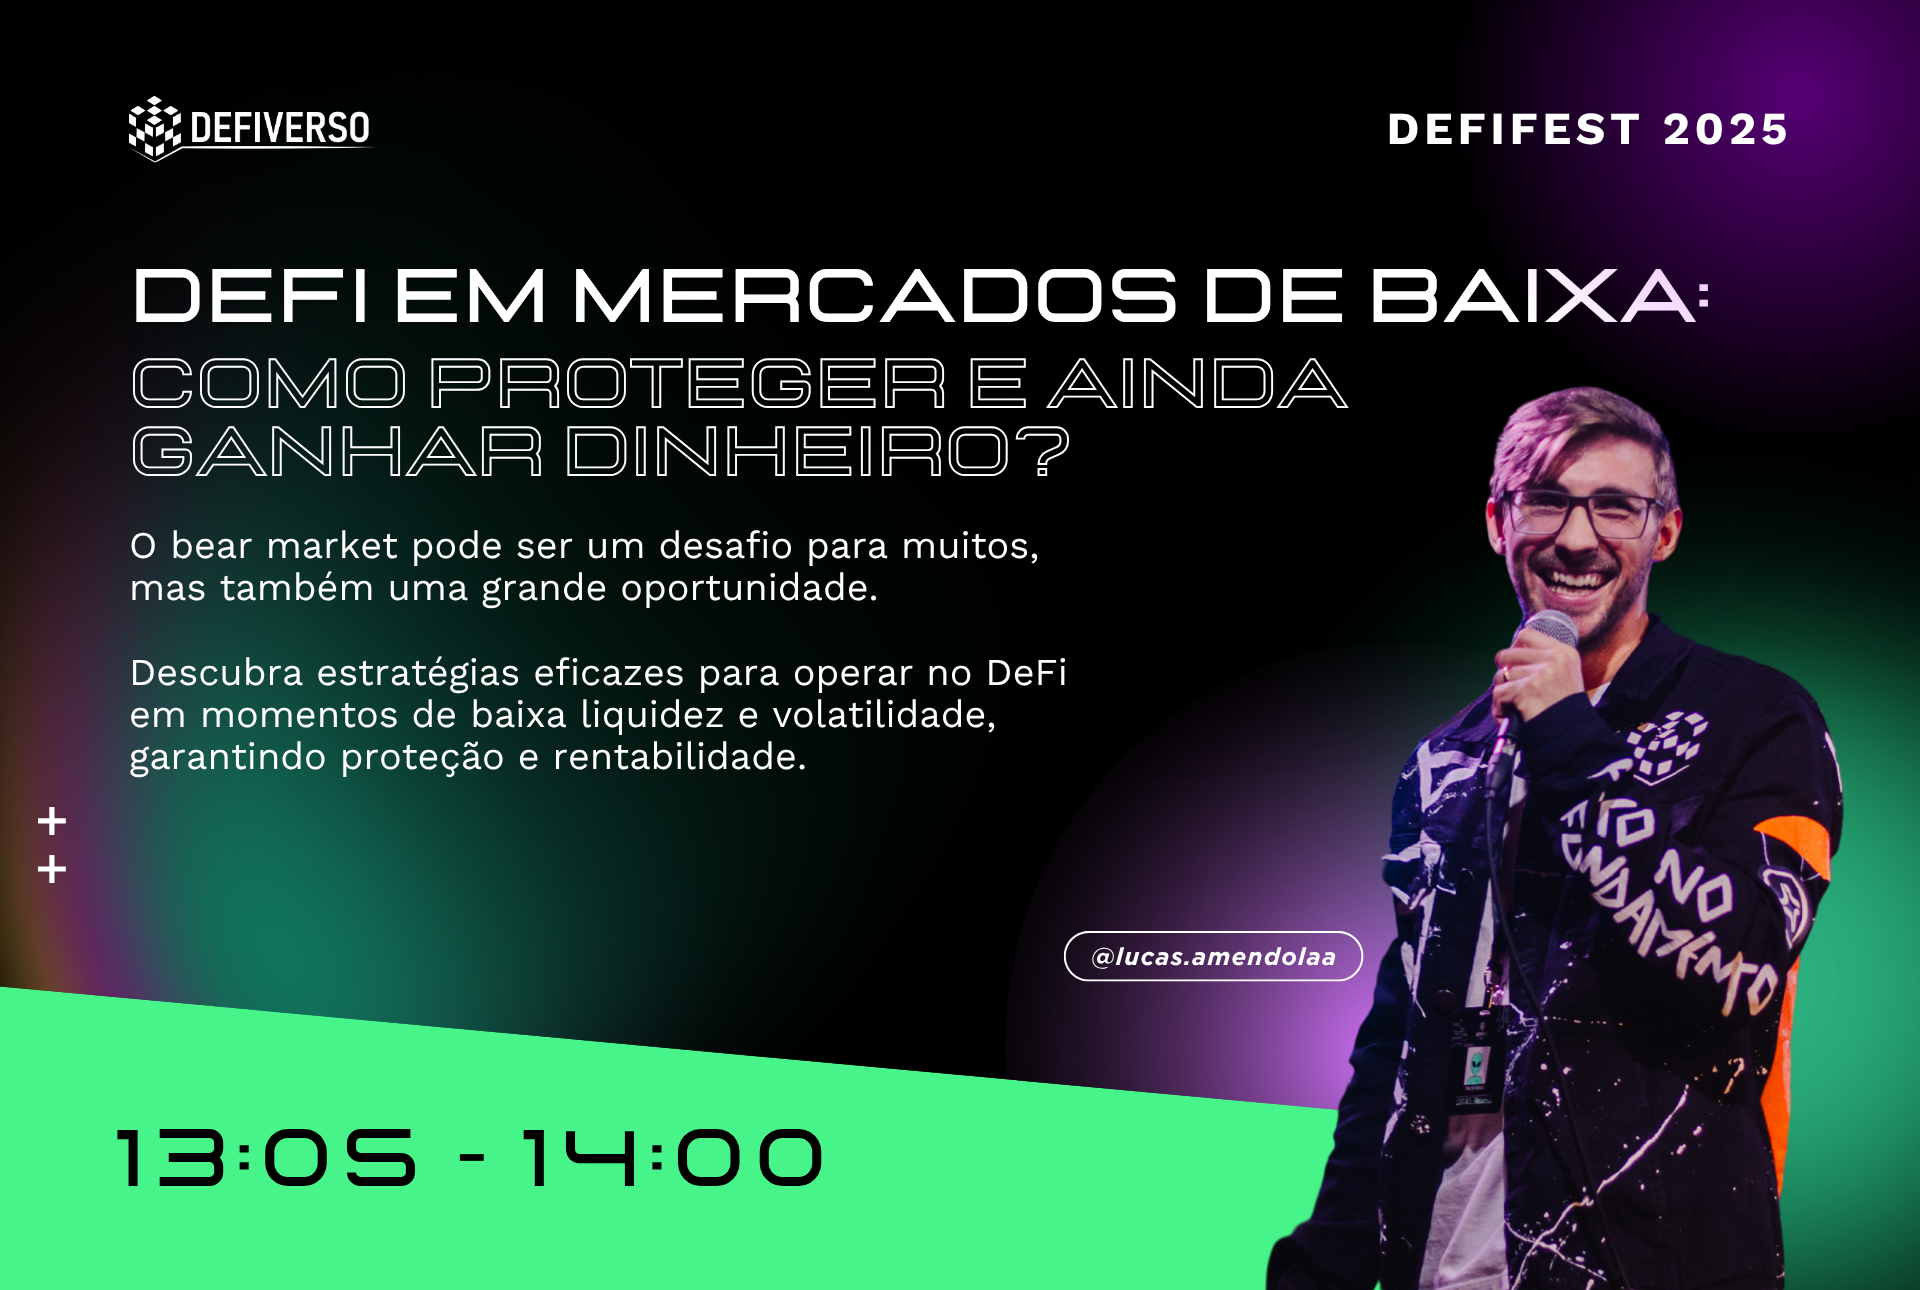 DEFIVERSO
DEFIFEST 2025
DEFI EM MERCADOS DE BAIXA:
COMO PROTEGER E AINDA
GANHAR DINHEIRO?
O bear market pode ser um desafio para muitos,
mas também uma grande oportunidade.
Descubra estratégias eficazes para operar no DeFi
em momentos de baixa liquidez e volatilidade,
garantindo proteção e rentabilidade.
TO NO
FUNDAMENTO
@lucas.amendolaa
13:05 - 14:00